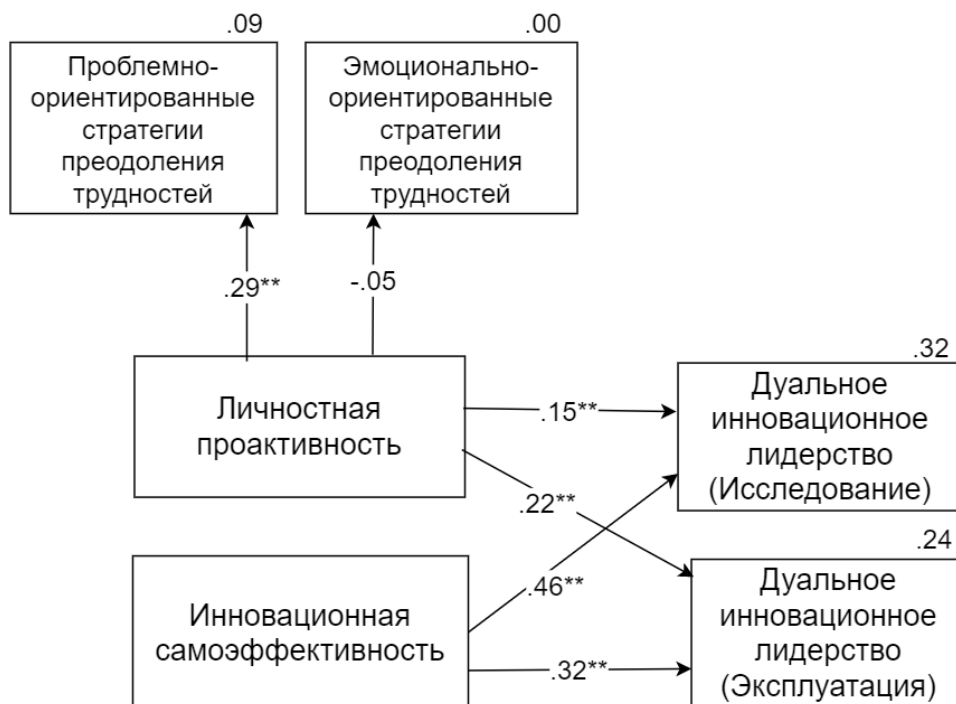 .09
.00
Проблемно-
ориентированные
стратегии
преодоления
трудностей
Эмоционально-
ориентированные
стратегии
преодоления
трудностей
.29**
-.05
Личностная
проактивность
.15**
.22**
.32
Дуальное
инновационное
лидерство
(Исследование)
Инновационная
самоэффективность
.46**
.32**
.24
Дуальное
инновационное
лидерство
(Эксплуатация)